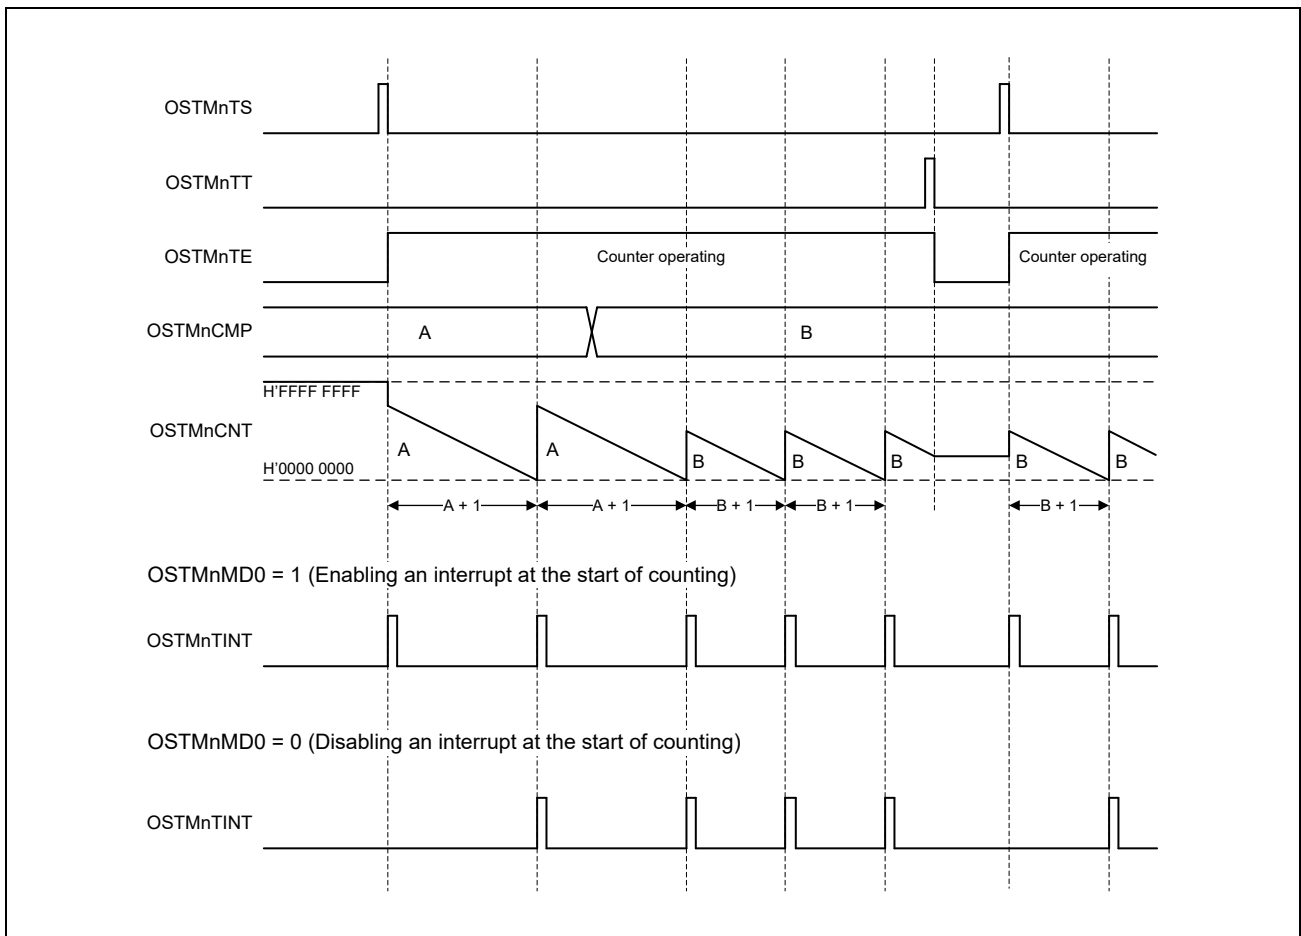 OSTMnTS
OSTMnTT
OSTMnTE
Counter operating
Counter operating
OSTMnCMP
A
B
H'FFFF FFFF
OSTMnCNT
A
A
B
B
B
B
B
H'0000 0000
A + 1
A + 1
B + 1
B + 1
B + 1
OSTMnMD0 = 1 (Enabling an interrupt at the start of counting)
OSTMnTINT
OSTMnMD0 = 0 (Disabling an interrupt at the start of counting)
OSTMnTINT